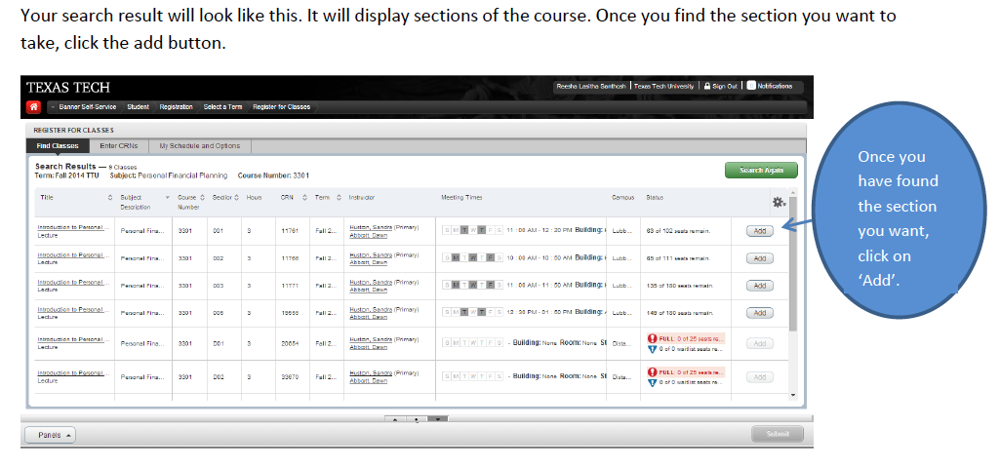 Your search result will look like this. It will display sections of the course. Once you find the section you want to
take, click the add button.
TEXAS TECH
Reesha Lasitha Santhosh | Texas Tech University | Sign Out | Notifications
Banner Self-Service Student Registration Select a Term Register for Classes
REGISTER FOR CLASSES
Find Classes Enter CRNs My Schedule and Options
Search Results — 9 Classes
Term: Fall 2014 TTU Subject: Personal Financial Planning Course Number: 3301
Search Again
Title Subject Description Course Number Section Hours CRN Term Instructor Meeting Times Campus Status
Introduction to Personal... Personal Fina... 3301 001 3 11761 Fall 2... Huston, Sandra (Primary) S M T W T F S 11 : 00 AM - 12 : 20 PM Building: Lubb... 63 of 102 seats remain. Add
Lecture Abbott, Dawn
Introduction to Personal... Personal Fina... 3301 002 3 11766 Fall 2... Huston, Sandra (Primary) S M T W T F S 10 : 00 AM - 10 : 50 AM Building: Lubb... 65 of 111 seats remain. Add
Lecture Abbott, Dawn
Introduction to Personal... Personal Fina... 3301 003 3 11771 Fall 2... Huston, Sandra (Primary) S M T W T F S 11 : 00 AM - 11 : 50 AM Building: Lubb... 135 of 180 seats remain. Add
Lecture Abbott, Dawn
Introduction to Personal... Personal Fina... 3301 Fall 2... Huston, Sandra (Primary) S M T W T F S 12 : 30 PM - 01 : 50 PM Building: Lubb... 148 of 180 seats remain. Add
Lecture Abbott, Dawn
Introduction to Personal... Personal Fina... 3301 D01 3 20654 Fall 2... Huston, Sandra (Primary) S M T W T F S - Building: None Room: None St Dista... FULL: 0 of 25 seats re... Add
Lecture Abbott, Dawn 0 of 0 waitlist seats re...
Introduction to Personal... Personal Fina... 3301 D02 3 33670 Fall 2... Huston, Sandra (Primary) S M T W T F S - Building: None Room: None St Dista... FULL: 0 of 25 seats re... Add
Lecture Abbott, Dawn 0 of 0 waitlist seats re...
Panels Submit
Once you
have found
the section
you want,
click on
‘Add’.